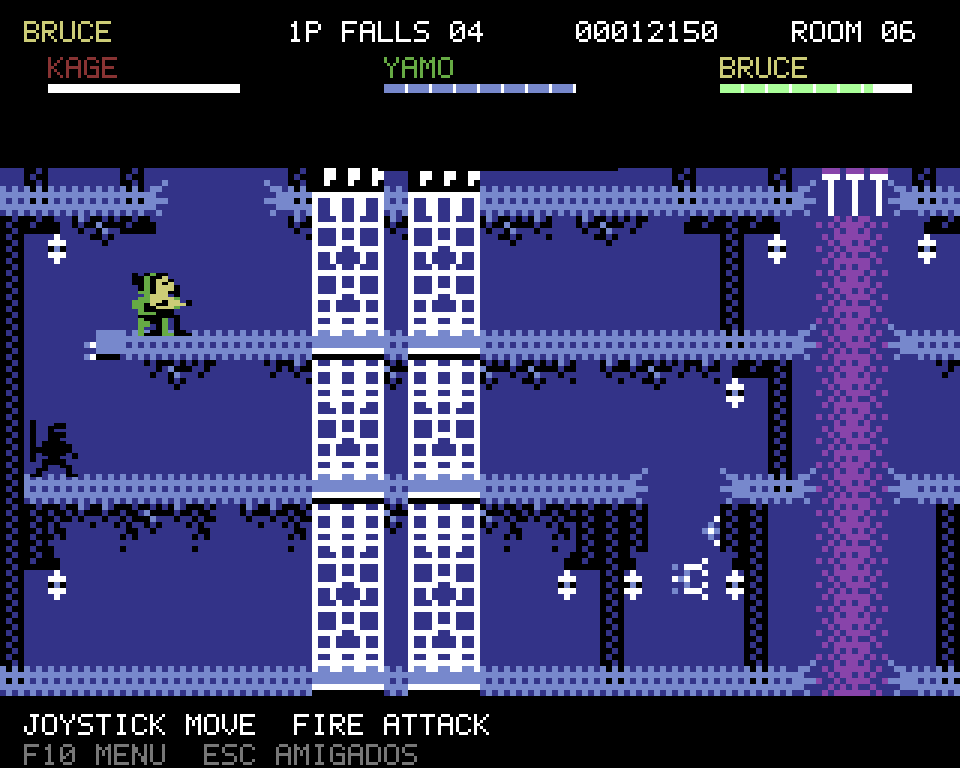 BRUCE 1P FALLS 04 00012150 ROOM 06
KAGE YAMO BRUCE
JOYSTICK MOVE FIRE ATTACK
F10 MENU ESC AMIGADOS